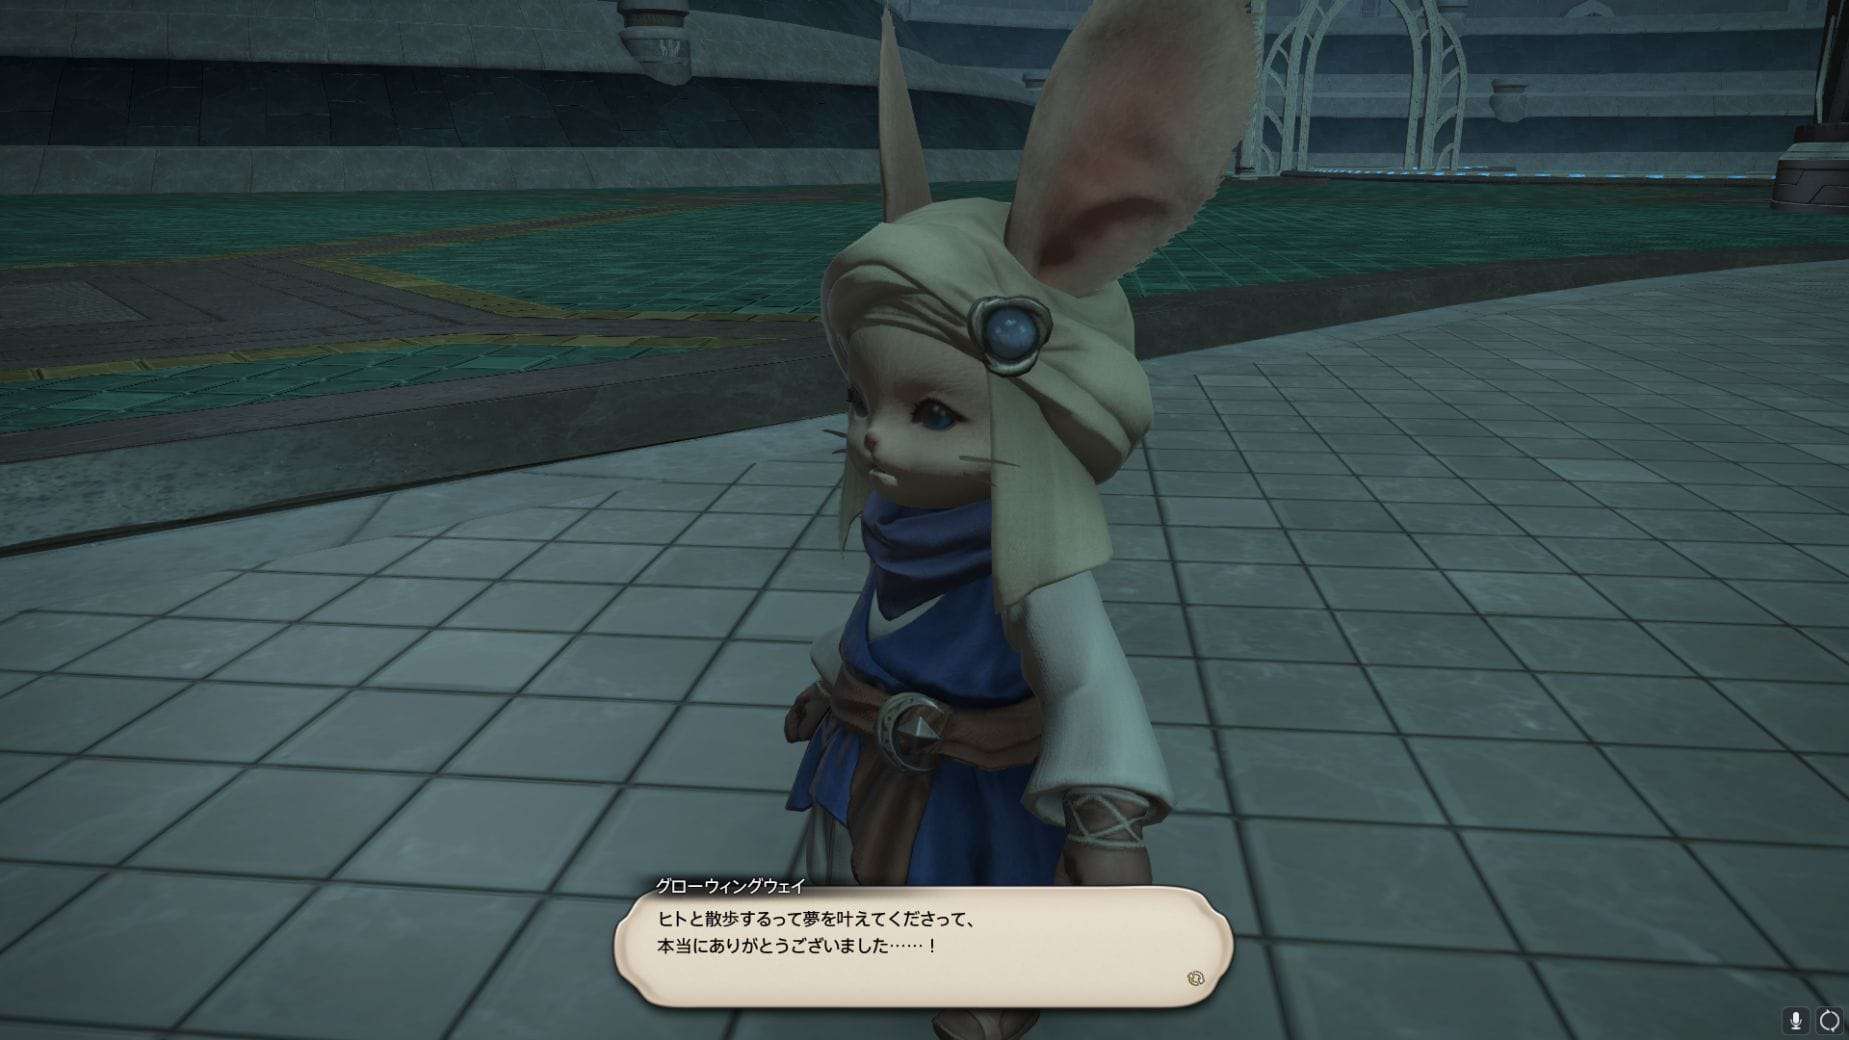 グローウィングウェイ
ヒトと散歩するって夢を叶えてくださって、
本当にありがとうございました……！